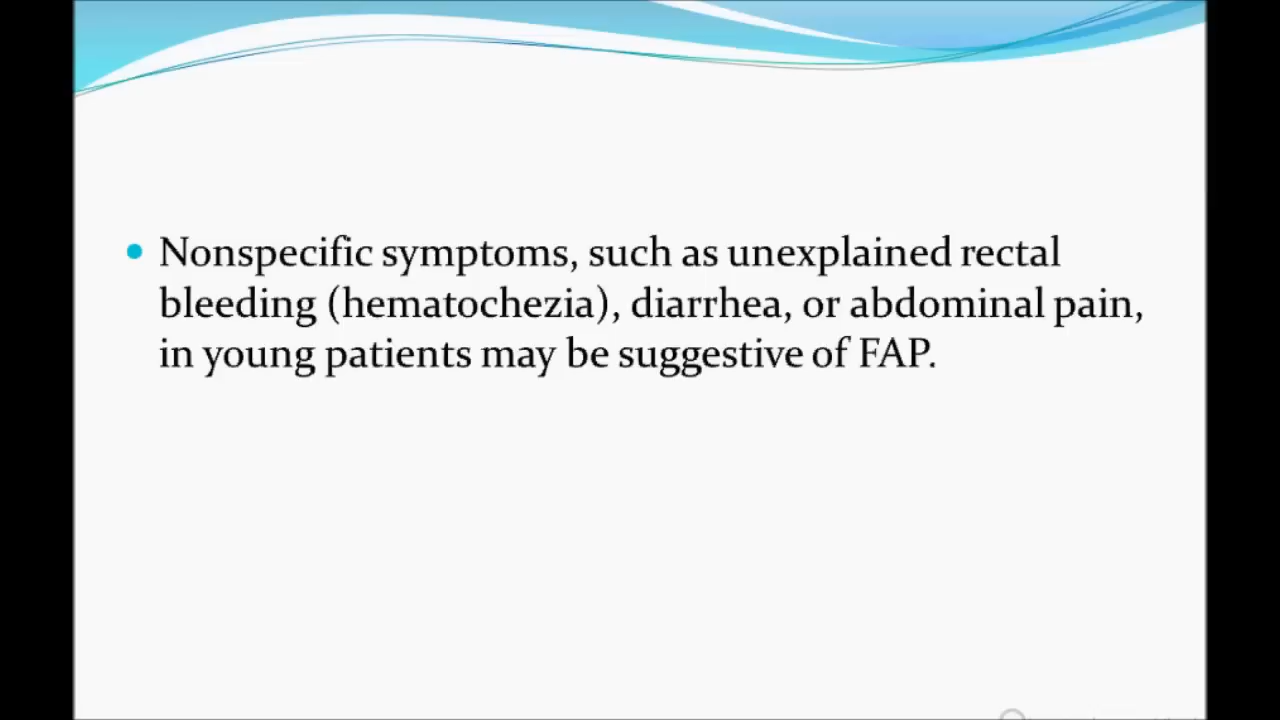 Nonspecific symptoms, such as unexplained rectal
bleeding (hematochezia), diarrhea, or abdominal pain,
in young patients may be suggestive of FAP.